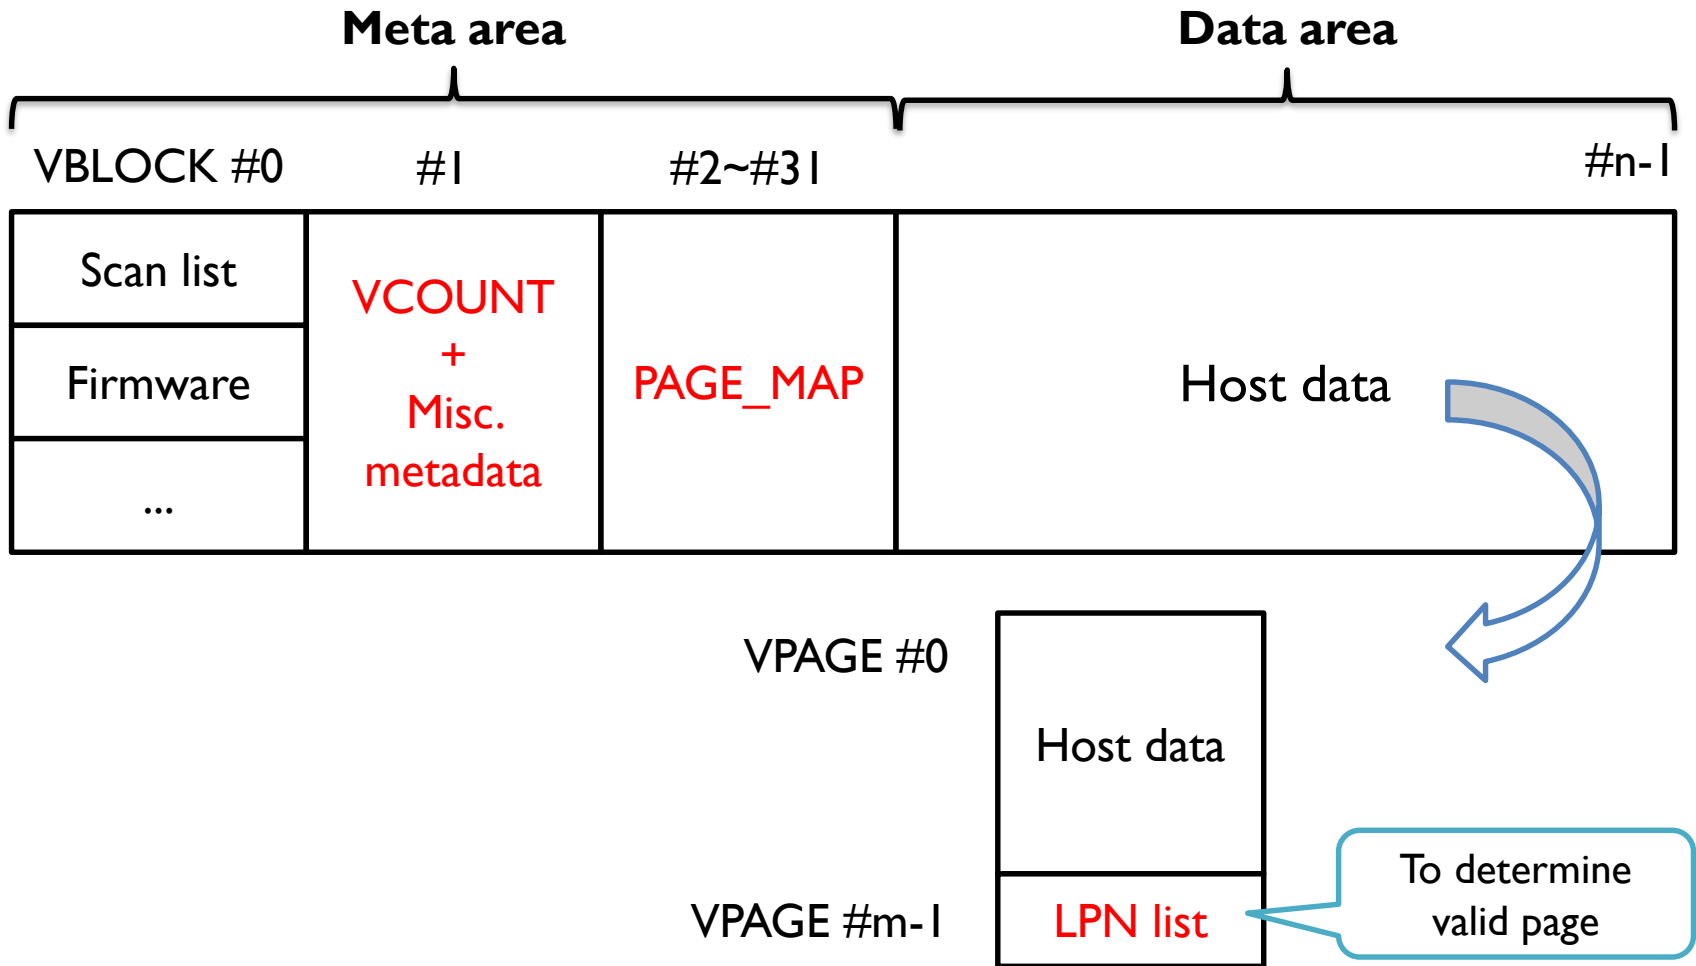 Meta area
Data area
VBLOCK #0
#1
#2~#31
#n-1
Scan list
Firmware
...
VCOUNT
+
Misc.
metadata
PAGE_MAP
Host data
VPAGE #0
Host data
VPAGE #m-1
LPN list
To determine
valid page